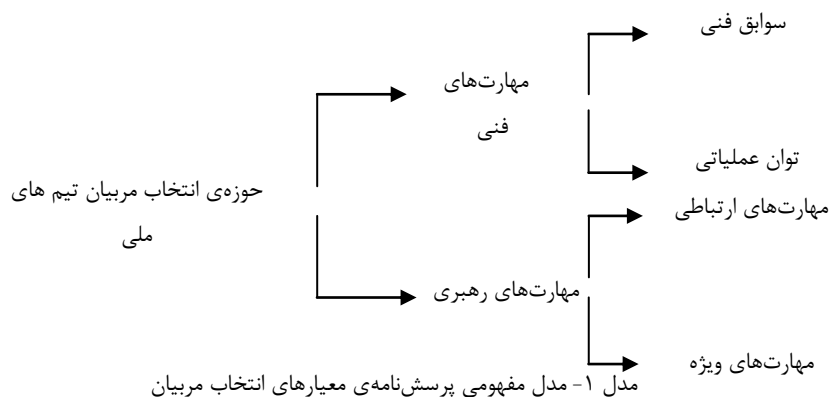 سوابق فنی
مهارت‌های
فنی
توان عملیاتی
حوزه‌ی انتخاب مربیان تیم های
ملی
مهارت‌های ارتباطی
مهارت‌های رهبری
مهارت‌های ویژه
مدل ۱- مدل مفهومی پرسش‌نامه‌ی معیارهای انتخاب مربیان